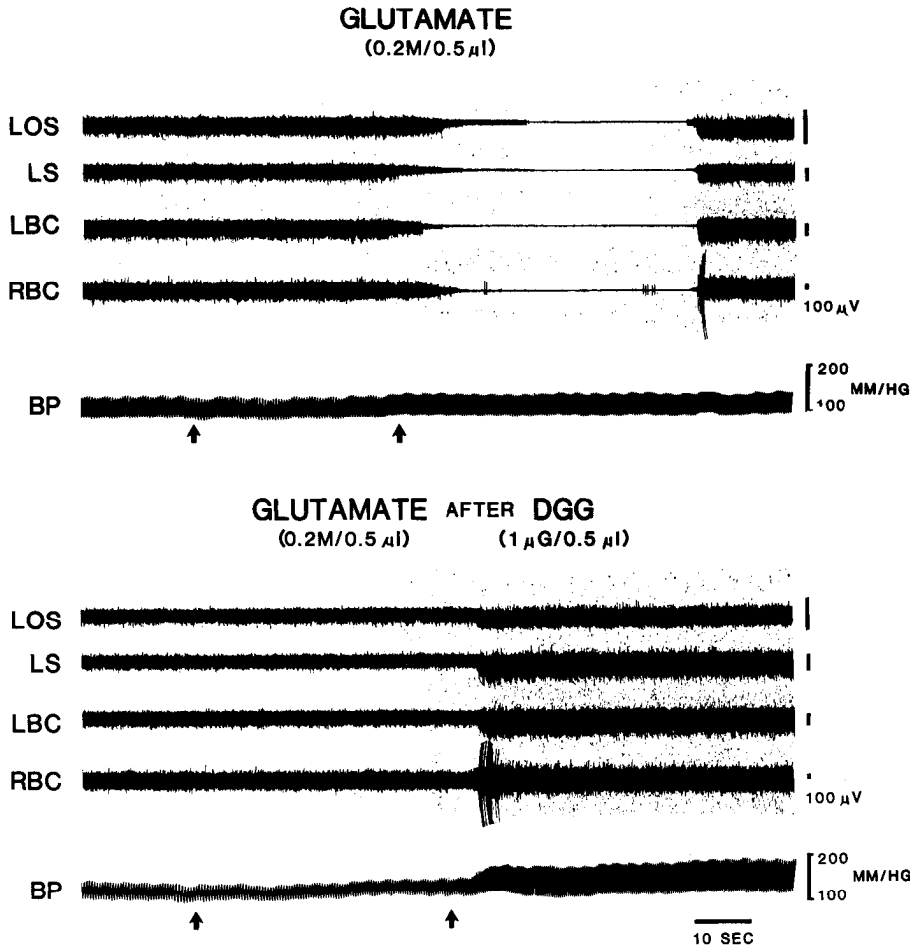 GLUTAMATE
(0.2M/0.5 μl)
LOS
LS
LBC
RBC
100 μV
BP
200
100
MM/HG
GLUTAMATE AFTER DGG
(0.2M/0.5 μl) (1 μG/0.5 μl)
LOS
LS
LBC
RBC
100 μV
BP
200
100
MM/HG
10 SEC